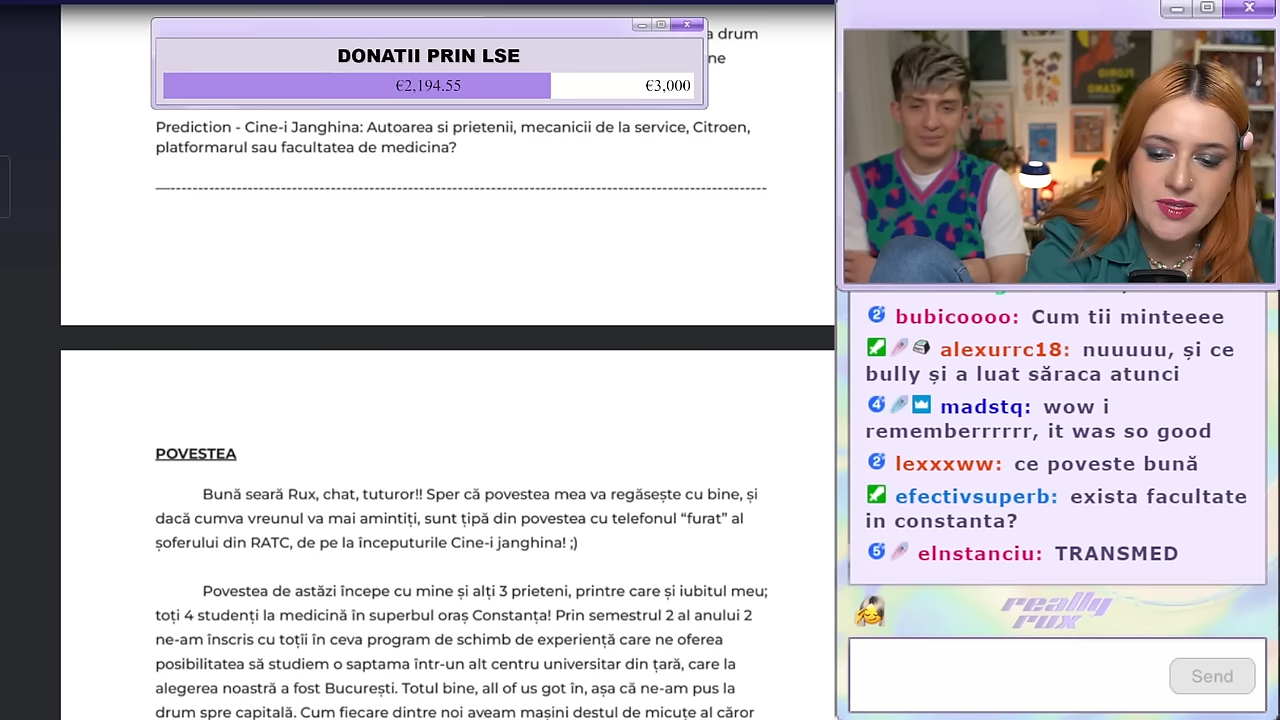 a drum
ne
DONATII PRIN LSE
€2,194.55
€3,000
Prediction - Cine-i Janghina: Autoarea si prietenii, mecanicii de la service, Citroen,
platformarul sau facultatea de medicina?
POVESTEA
Bună seară Rux, chat, tuturor!! Sper că povestea mea va regăsește cu bine, și
dacă cumva vreunul va mai amintiți, sunt țipă din povestea cu telefonul “furat” al
șoferului din RATC, de pe la începuturile Cine-i janghina! ;)
Povestea de astăzi începe cu mine și alți 3 prieteni, printre care și iubitul meu;
toți 4 studenți la medicină în superbul oraș Constanța! Prin semestrul 2 al anului 2
ne-am înscris cu toții în ceva program de schimb de experiență care ne oferea
posibilitatea să studiem o saptama într-un alt centru universitar din țară, care la
alegerea noastră a fost București. Totul bine, all of us got în, așa că ne-am pus la
drum spre capitală. Cum fiecare dintre noi aveam mașini destul de micuțe al căror
bubicoooo: Cum tii minteeee
alexurrc18: nuuuuu, și ce
bully și a luat săraca atunci
madstq: wow i
rememberrrrrr, it was so good
lexxxww: ce poveste bună
efectivsuperb: exista facultate
in constanta?
elnstanciu: TRANSMED
really
rux
Send